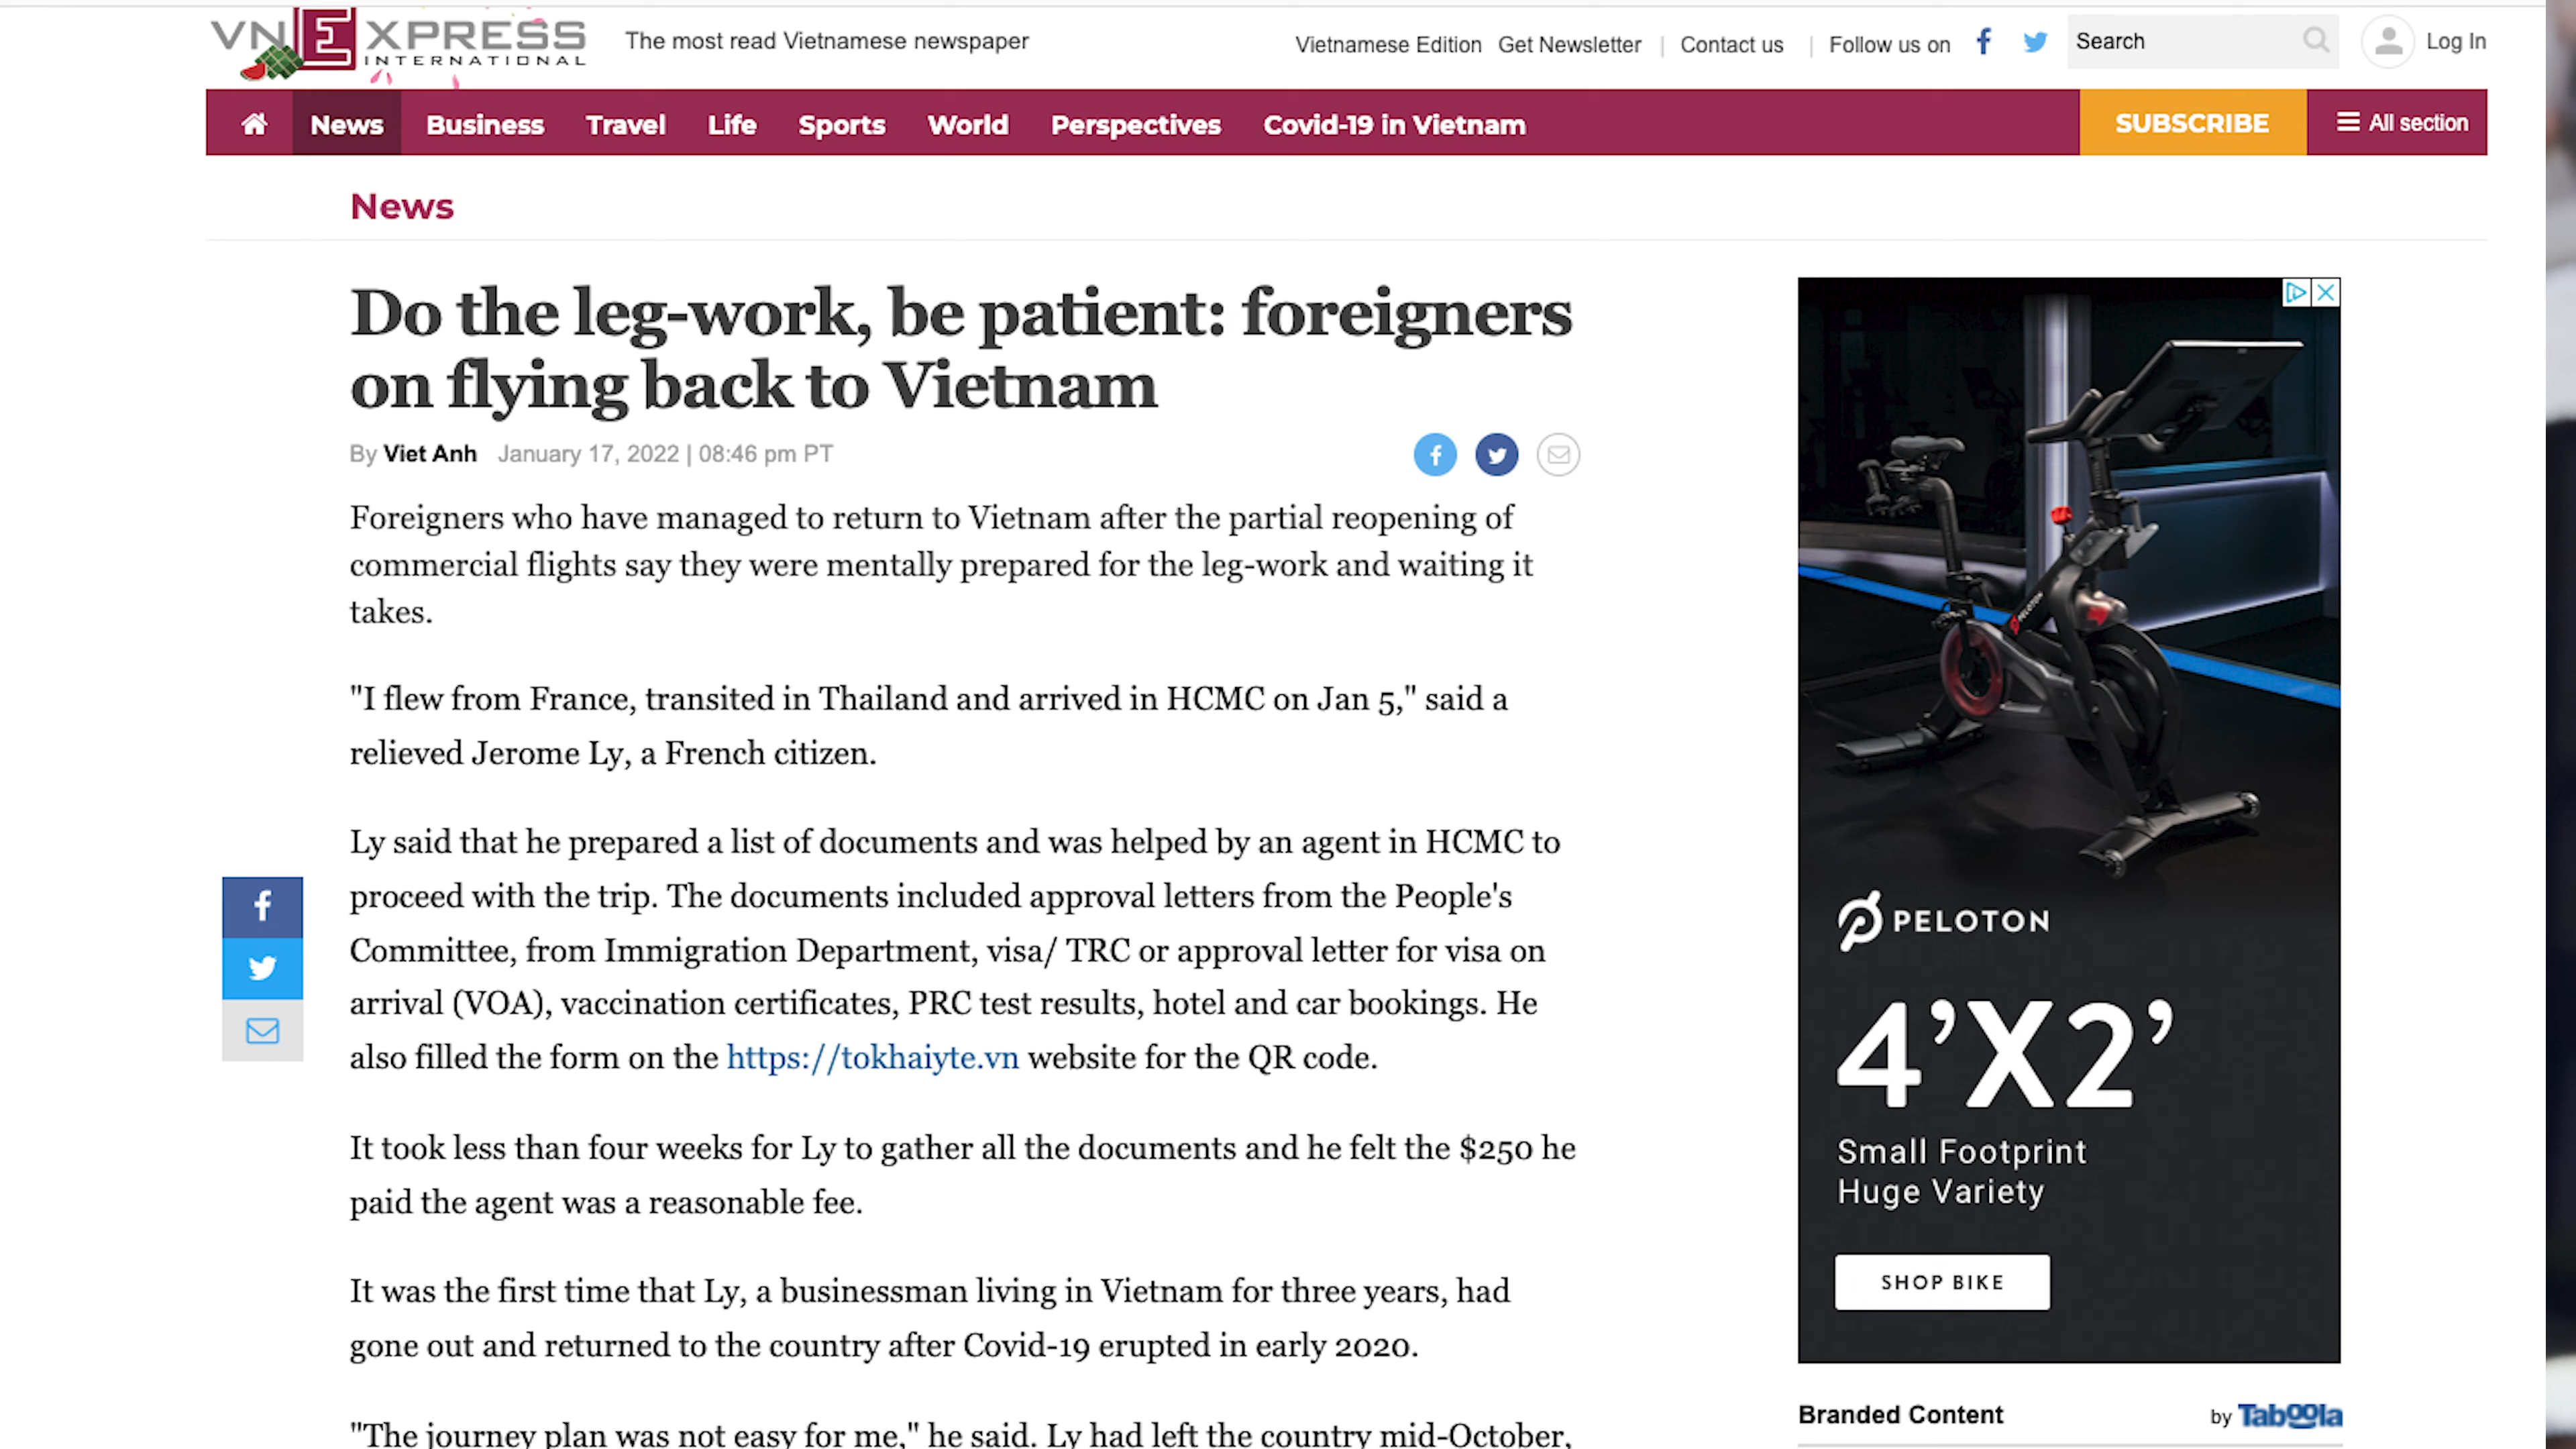 VNEXPRESS
INTERNATIONAL
The most read Vietnamese newspaper
Vietnamese Edition Get Newsletter | Contact us | Follow us on
Search
Log In
News Business Travel Life Sports World Perspectives Covid-19 in Vietnam SUBSCRIBE All section
News
Do the leg-work, be patient: foreigners
on flying back to Vietnam
By Viet Anh January 17, 2022 | 08:46 pm PT
Foreigners who have managed to return to Vietnam after the partial reopening of
commercial flights say they were mentally prepared for the leg-work and waiting it
takes.
"I flew from France, transited in Thailand and arrived in HCMC on Jan 5," said a
relieved Jerome Ly, a French citizen.
Ly said that he prepared a list of documents and was helped by an agent in HCMC to
proceed with the trip. The documents included approval letters from the People's
Committee, from Immigration Department, visa/ TRC or approval letter for visa on
arrival (VOA), vaccination certificates, PRC test results, hotel and car bookings. He
also filled the form on the https://tokhaiyte.vn website for the QR code.
It took less than four weeks for Ly to gather all the documents and he felt the $250 he
paid the agent was a reasonable fee.
It was the first time that Ly, a businessman living in Vietnam for three years, had
gone out and returned to the country after Covid-19 erupted in early 2020.
"The journey plan was not easy for me," he said. Ly had left the country mid-October,
PELOTON
PELOTON
4’X2’
Small Footprint
Huge Variety
SHOP BIKE
Branded Content
by Taboola